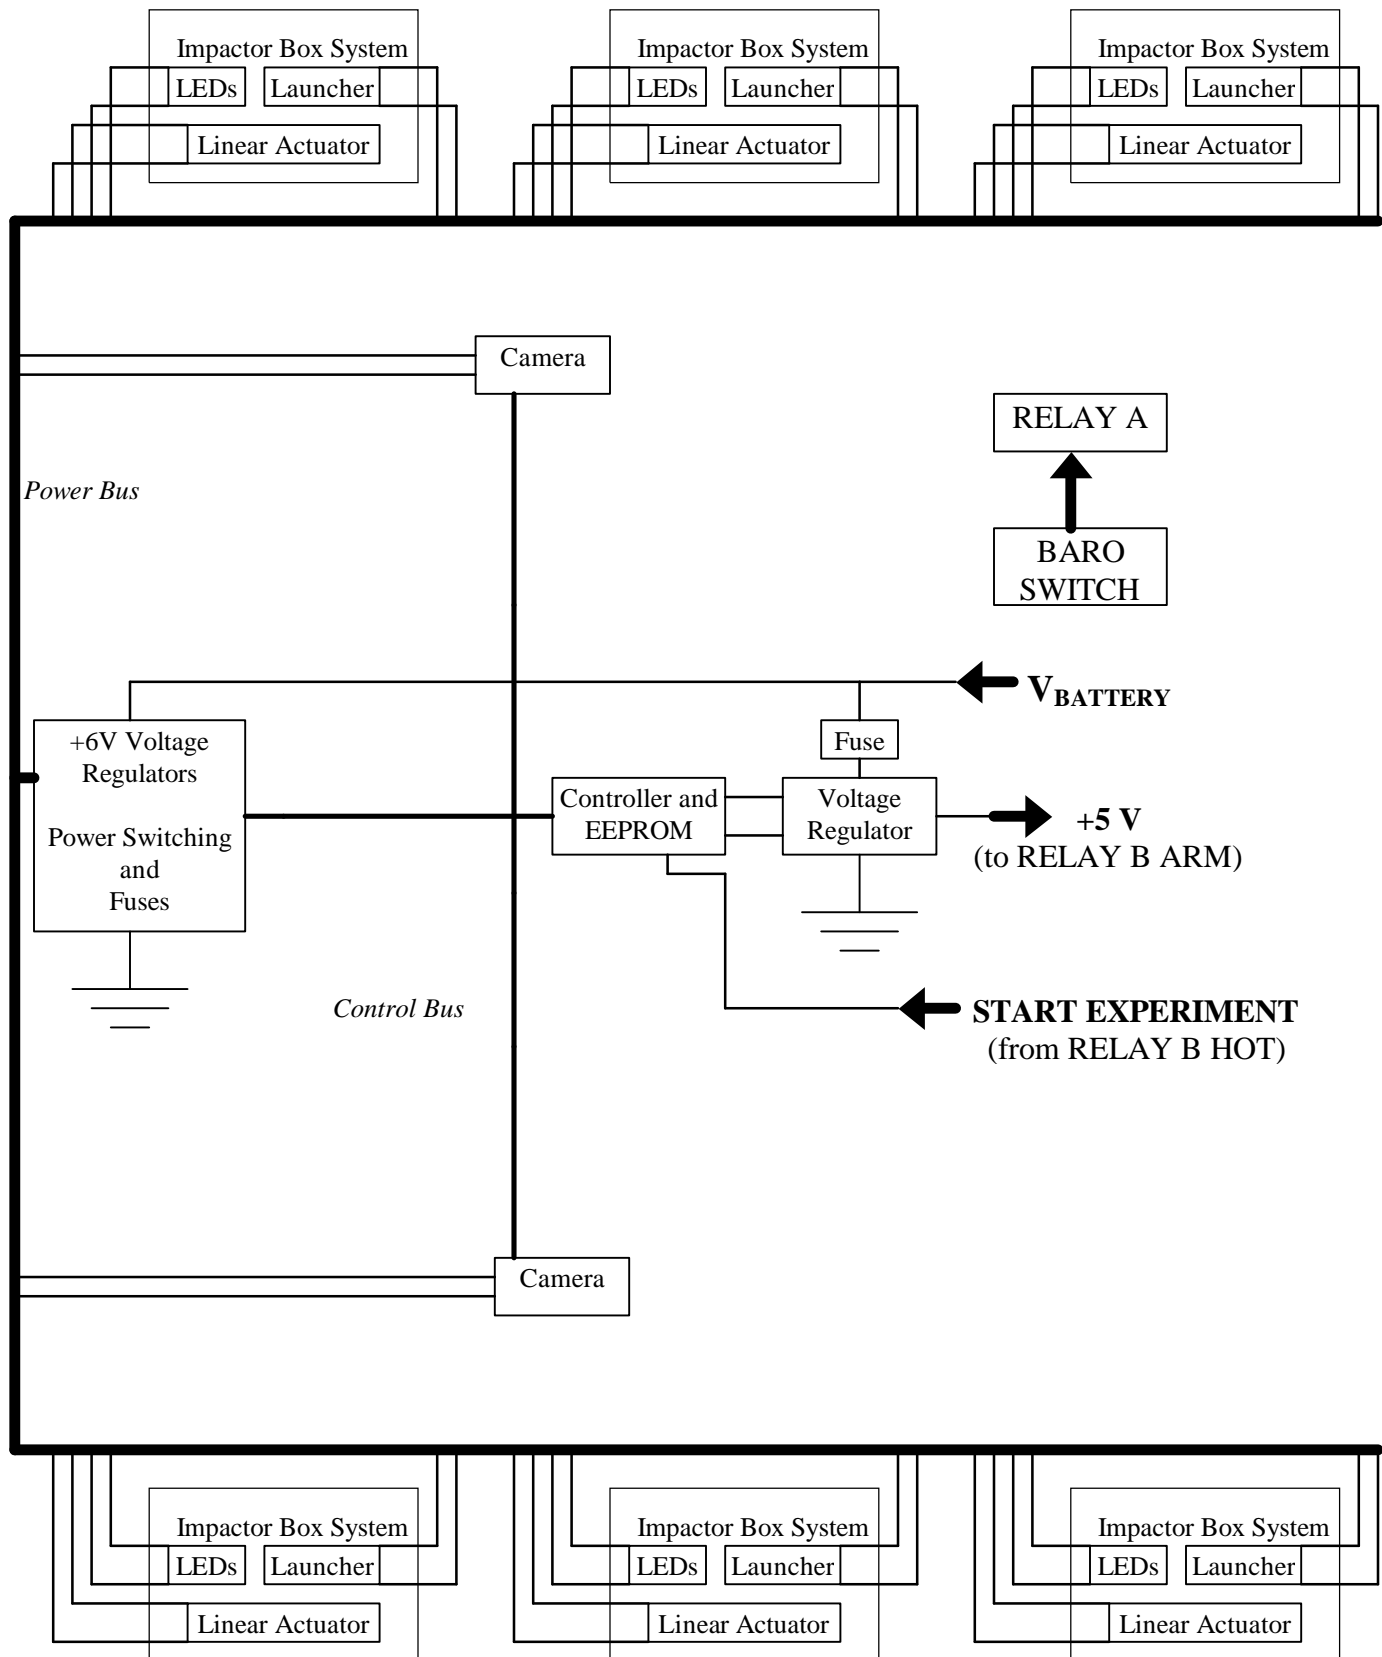 Impactor Box System
LEDs
Launcher
Linear Actuator
Impactor Box System
LEDs
Launcher
Linear Actuator
Impactor Box System
LEDs
Launcher
Linear Actuator
Camera
RELAY A
Power Bus
BARO
SWITCH
V_BATTERY
+6V Voltage
Regulators
Power Switching
and
Fuses
Fuse
Controller and
EEPROM
Voltage
Regulator
+5 V
(to RELAY B ARM)
Control Bus
START EXPERIMENT
(from RELAY B HOT)
Camera
Impactor Box System
LEDs
Launcher
Linear Actuator
Impactor Box System
LEDs
Launcher
Linear Actuator
Impactor Box System
LEDs
Launcher
Linear Actuator